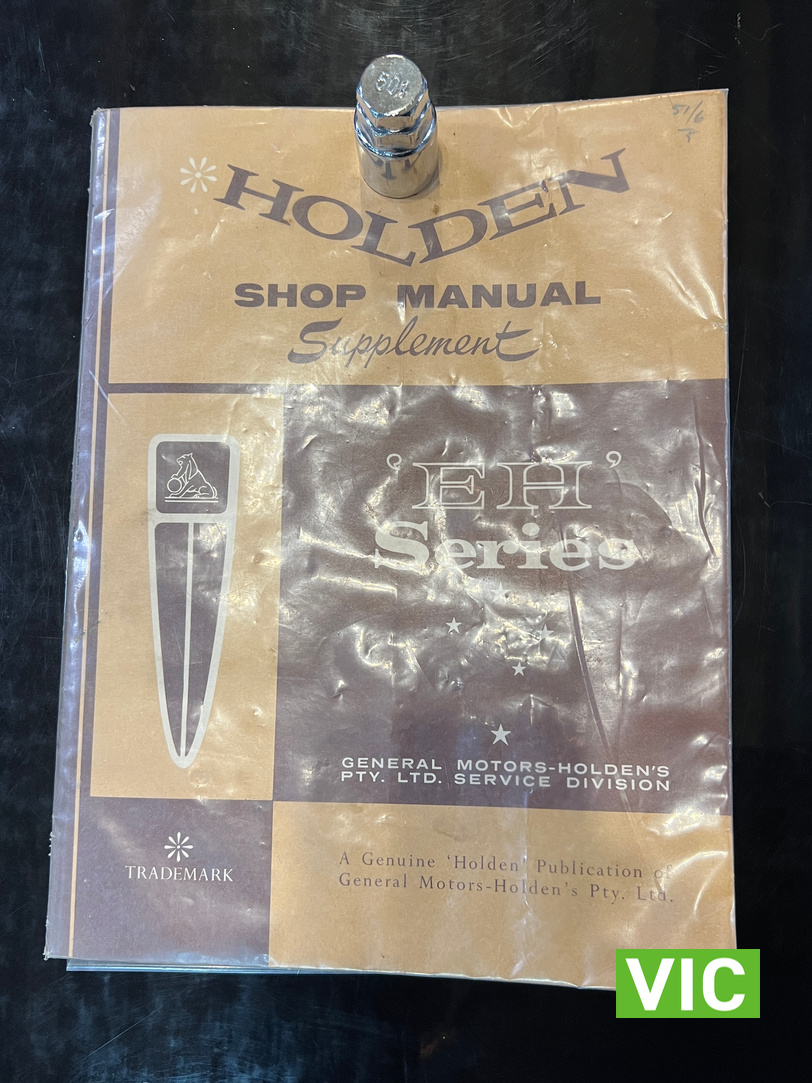 HOLDEN
SHOP MANUAL
Supplement
'EH'
Series
GENERAL MOTORS-HOLDEN'S
PTY. LTD. SERVICE DIVISION
TRADEMARK
A Genuine 'Holden' Publication of
General Motors-Holden's Pty. Ltd.
VIC